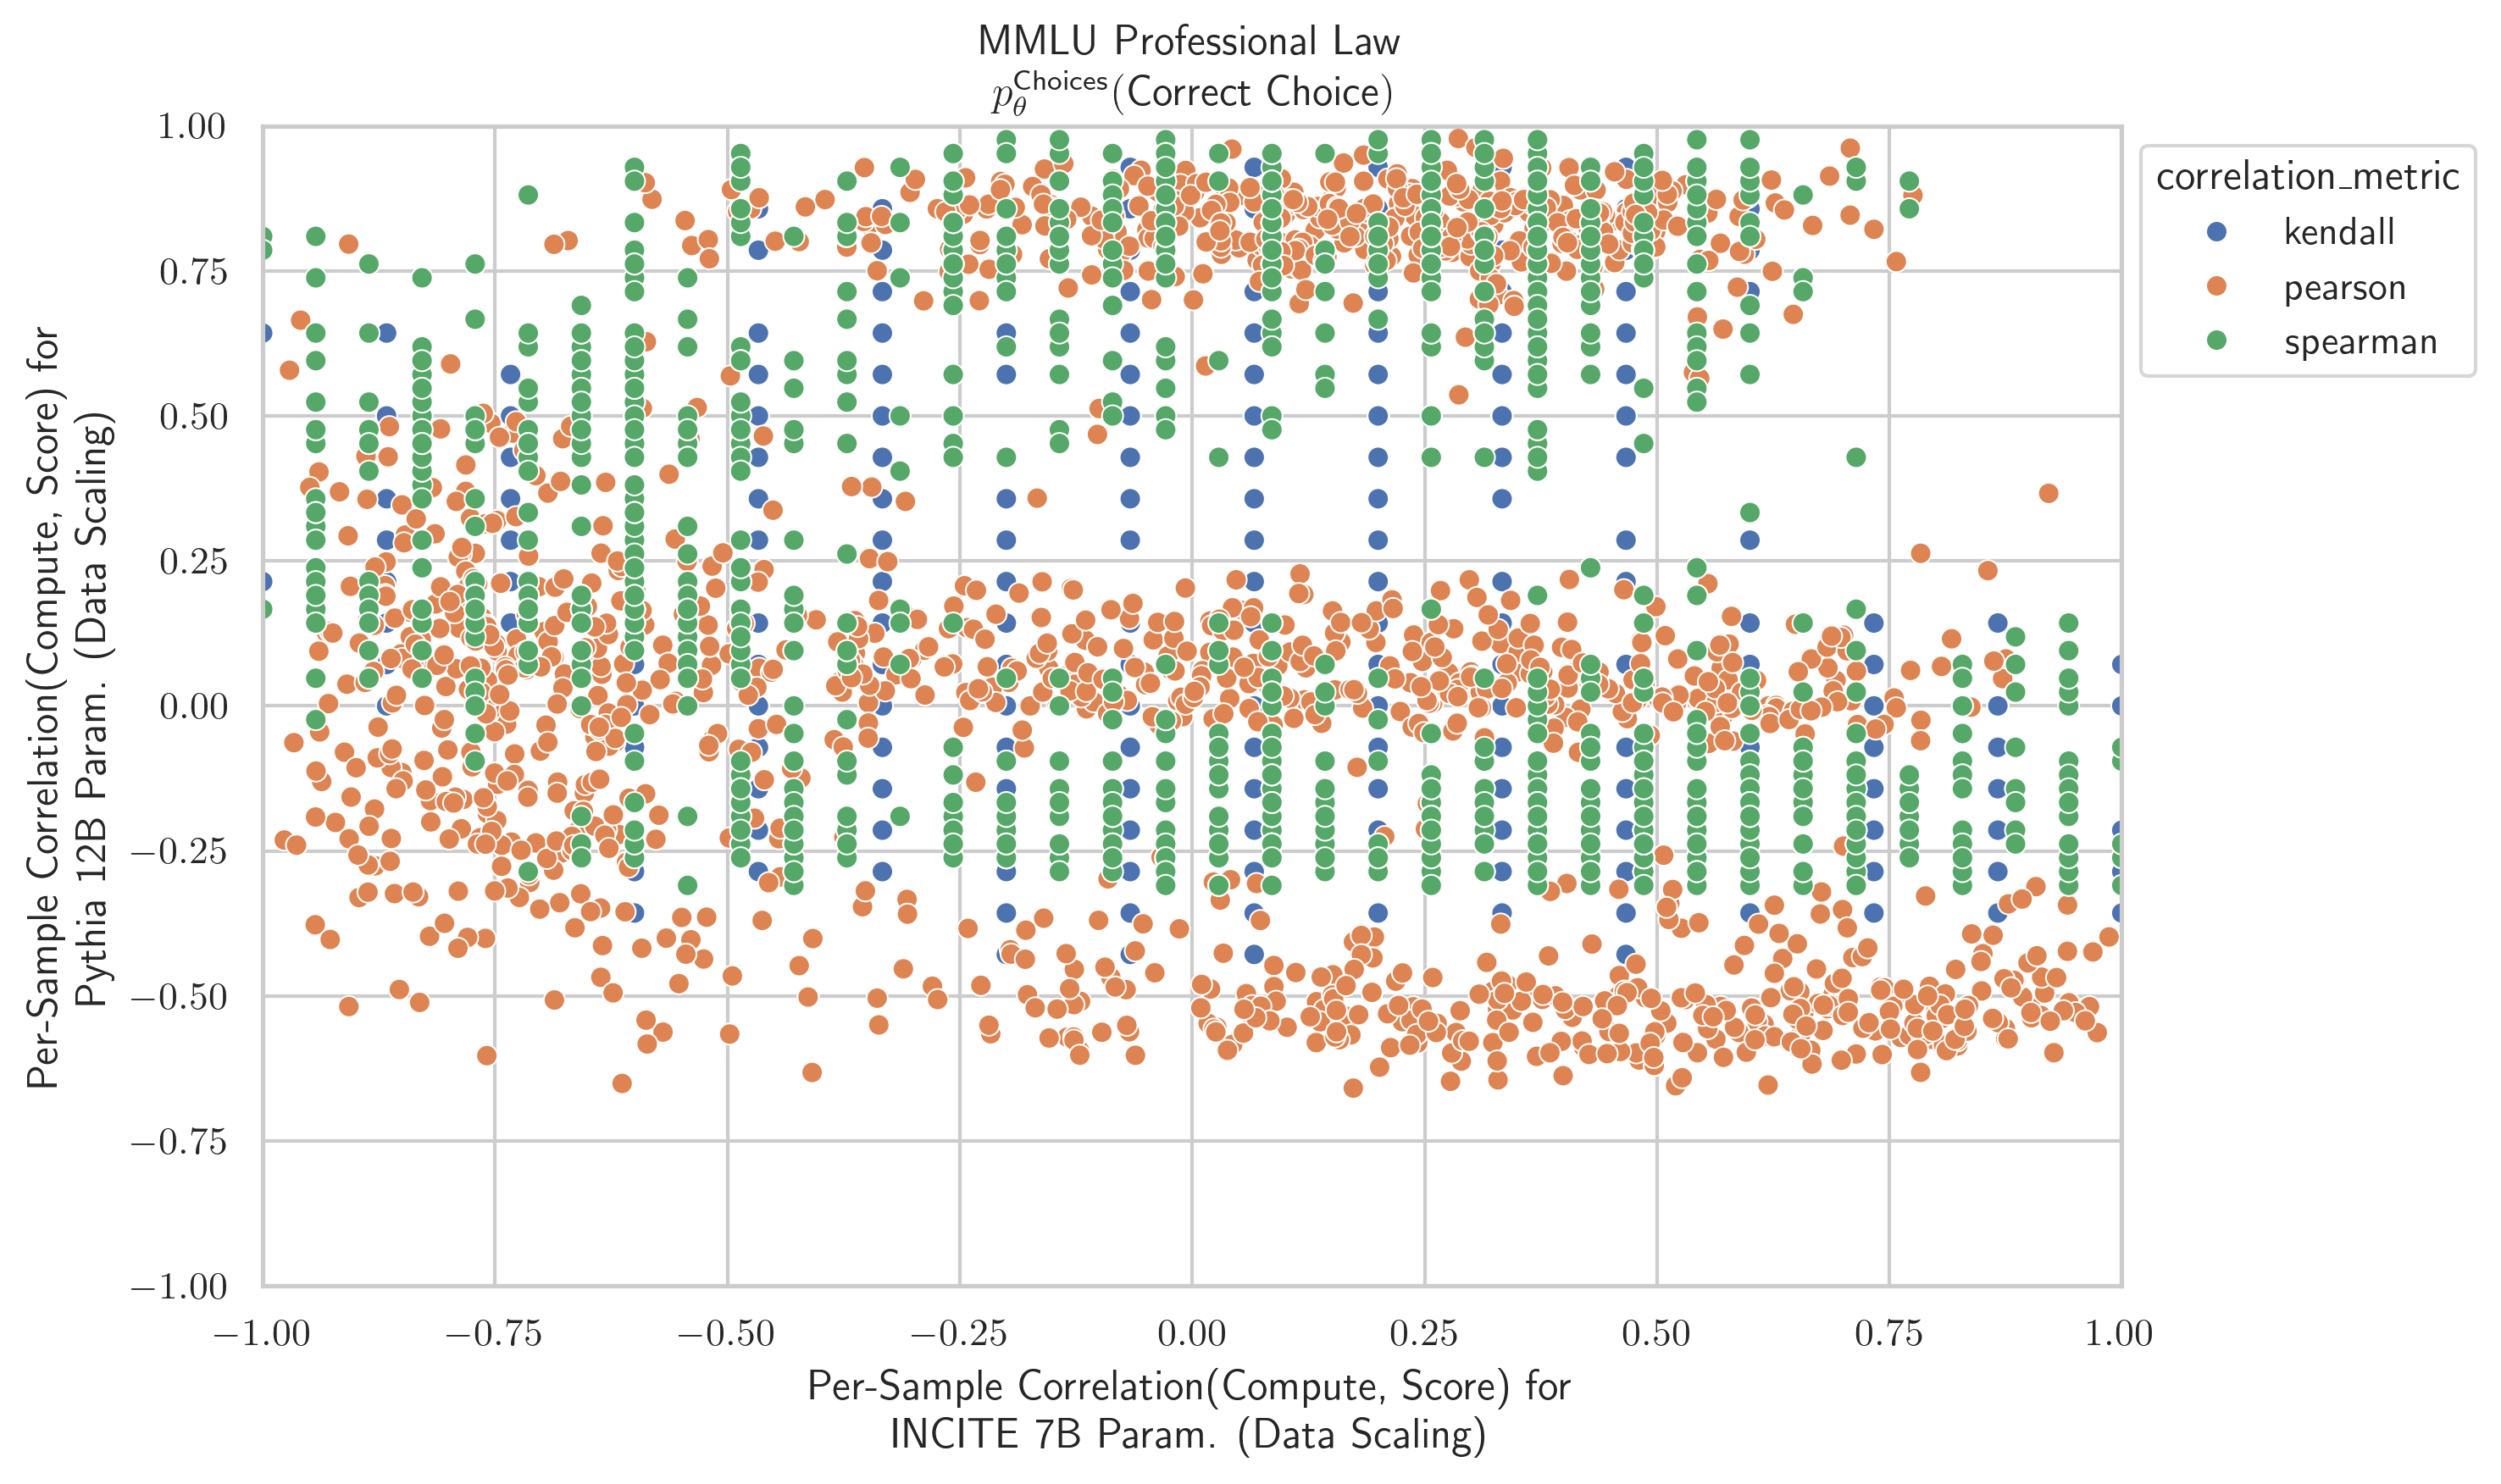 MMLU Professional Law
p_θ^Choices(Correct Choice)
Per-Sample Correlation(Compute, Score) for
Pythia 12B Param. (Data Scaling)
1.00
0.75
0.50
0.25
0.00
−0.25
−0.50
−0.75
−1.00
−1.00 −0.75 −0.50 −0.25 0.00 0.25 0.50 0.75 1.00
Per-Sample Correlation(Compute, Score) for
INCITE 7B Param. (Data Scaling)
correlation_metric
kendall
pearson
spearman